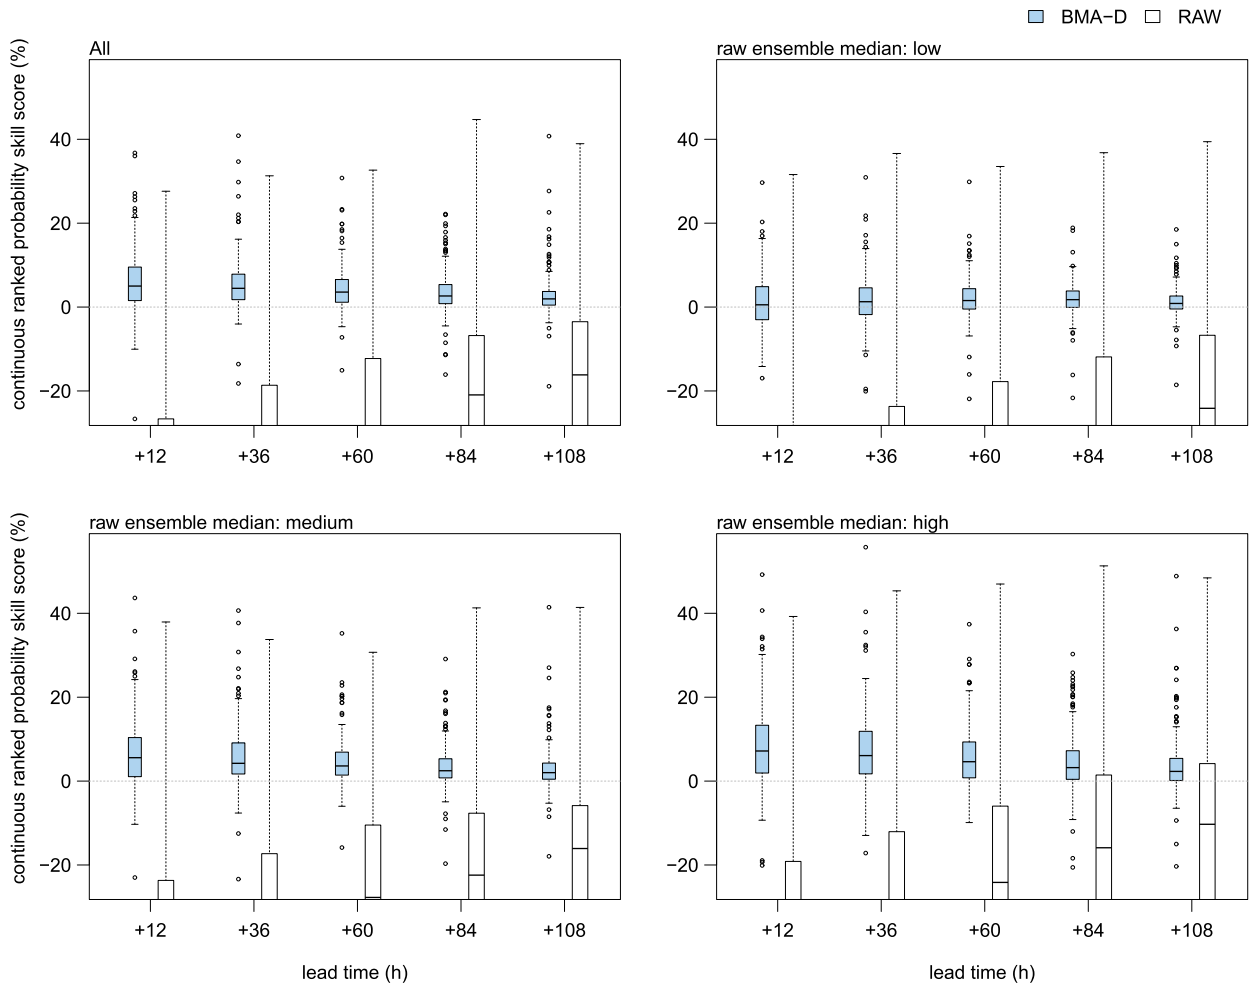 BMA−D RAW
All
raw ensemble median: low
continuous ranked probability skill score (%)
40
20
0
−20
+12 +36 +60 +84 +108
40
20
0
−20
+12 +36 +60 +84 +108
raw ensemble median: medium
raw ensemble median: high
continuous ranked probability skill score (%)
40
20
0
−20
+12 +36 +60 +84 +108
lead time (h)
40
20
0
−20
+12 +36 +60 +84 +108
lead time (h)